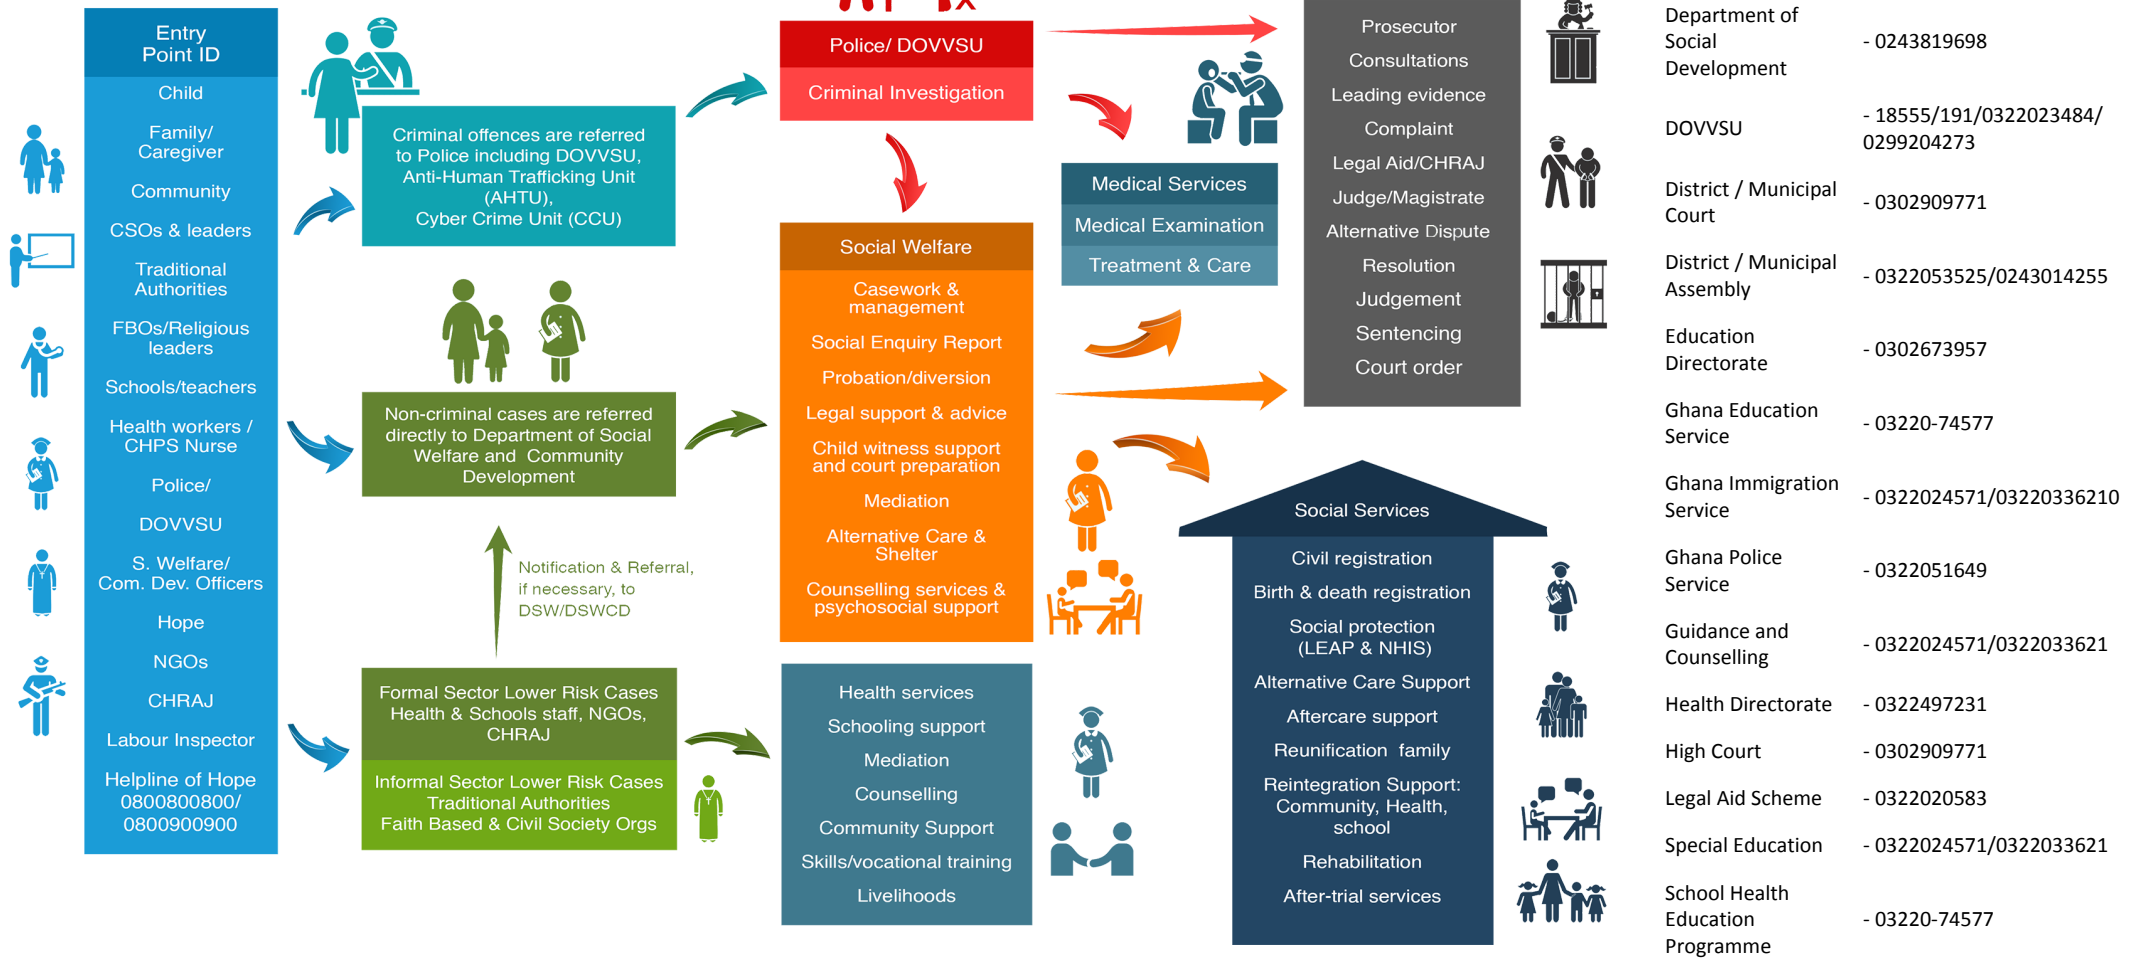 Entry
Point ID
Child
Family/
Caregiver
Community
CSOs & leaders
Traditional
Authorities
FBOs/Religious
leaders
Schools/teachers
Health workers /
CHPS Nurse
Police/
DOVVSU
S. Welfare/
Com. Dev. Officers
Hope
NGOs
CHRAJ
Labour Inspector
Helpline of Hope
0800800800/
0800900900
Criminal offences are referred
to Police including DOVVSU,
Anti-Human Trafficking Unit
(AHTU),
Cyber Crime Unit (CCU)
Non-criminal cases are referred
directly to Department of Social
Welfare and Community
Development
Notification & Referral,
if necessary, to
DSW/DSWCD
Formal Sector Lower Risk Cases
Health & Schools staff, NGOs,
CHRAJ
Informal Sector Lower Risk Cases
Traditional Authorities
Faith Based & Civil Society Orgs
Police/ DOVVSU
Criminal Investigation
Social Welfare
Casework &
management
Social Enquiry Report
Probation/diversion
Legal support & advice
Child witness support
and court preparation
Mediation
Alternative Care &
Shelter
Counselling services &
psychosocial support
Health services
Schooling support
Mediation
Counselling
Community Support
Skills/vocational training
Livelihoods
Medical Services
Medical Examination
Treatment & Care
Prosecutor
Consultations
Leading evidence
Complaint
Legal Aid/CHRAJ
Judge/Magistrate
Alternative Dispute
Resolution
Judgement
Sentencing
Court order
Social Services
Civil registration
Birth & death registration
Social protection
(LEAP & NHIS)
Alternative Care Support
Aftercare support
Reunification family
Reintegration Support:
Community, Health,
school
Rehabilitation
After-trial services
Department of
Social
Development
- 0243819698
DOVVSU
- 18555/191/0322023484/
0299204273
District / Municipal
Court
- 0302909771
District / Municipal
Assembly
- 0322053525/0243014255
Education
Directorate
- 0302673957
Ghana Education
Service
- 03220-74577
Ghana Immigration
Service
- 0322024571/03220336210
Ghana Police
Service
- 0322051649
Guidance and
Counselling
- 0322024571/0322033621
Health Directorate - 0322497231
High Court - 0302909771
Legal Aid Scheme - 0322020583
Special Education - 0322024571/0322033621
School Health
Education
Programme
- 03220-74577